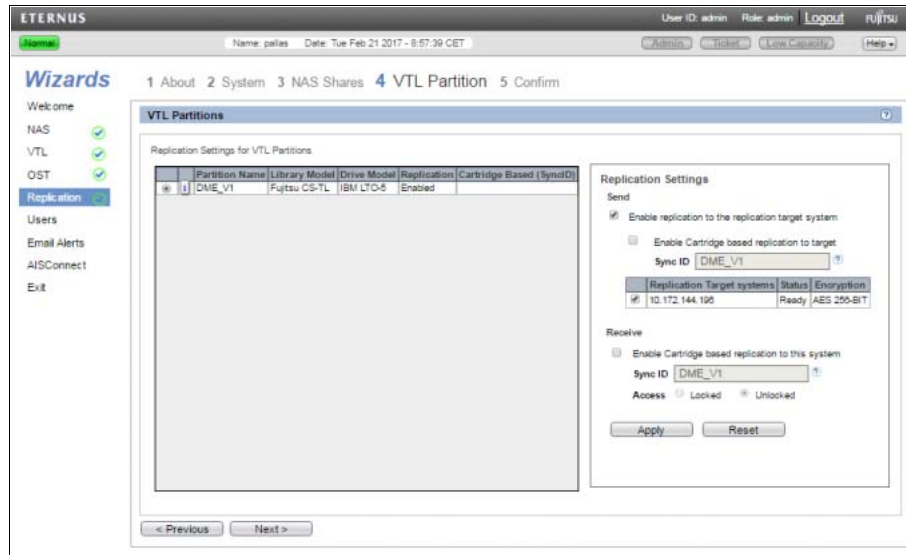 ETERNUS
User ID: admin Role: admin Logout FUJITSU
Normal
Name: pallas Date: Tue Feb 21 2017 - 8:57:39 CET
Admin Ticket Low Capacity Help
Wizards
1 About 2 System 3 NAS Shares 4 VTL Partition 5 Confirm
Welcome
NAS
VTL
OST
Replication
Users
Email Alerts
AISConnect
Exit
VTL Partitions
Replication Settings for VTL Partitions
Partition Name Library Model Drive Model Replication Cartridge Based (SyncID)
1 DME_V1 Fujitsu CS-TL IBM LTO-5 Enabled
Replication Settings
Send
Enable replication to the replication target system
Enable Cartridge based replication to target
Sync ID DME_V1 ?
Replication Target systems Status Encryption
10.172.144.196 Ready AES 256-BIT
Receive
Enable Cartridge based replication to this system
Sync ID DME_V1 ?
Access Locked Unlocked
Apply Reset
< Previous Next >